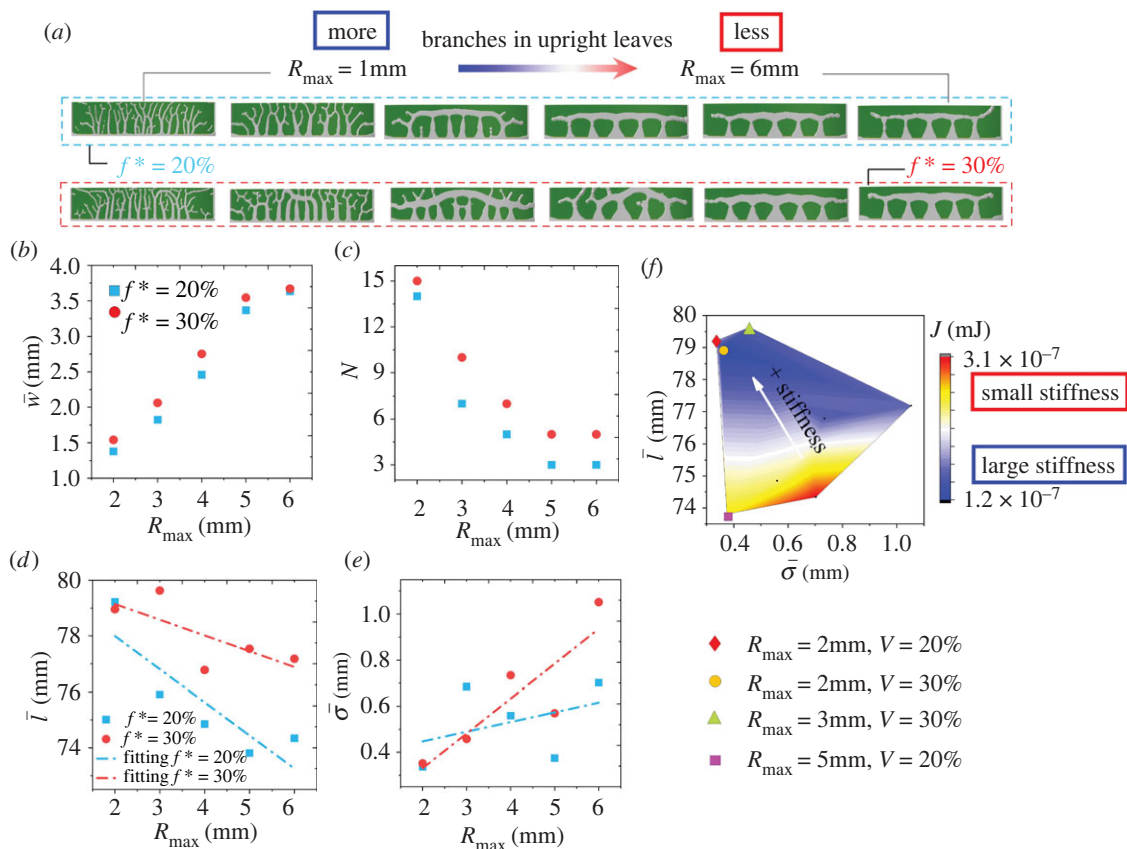 (a)
more
branches in upright leaves
less
R_max = 1mm
R_max = 6mm
f* = 20%
f* = 30%
(b)
4.0
3.5
3.0
2.5
2.0
1.5
1.0
w̄ (mm)
f* = 20%
f* = 30%
2 3 4 5 6
R_max (mm)
(c)
15
12
9
6
3
N
2 3 4 5 6
R_max (mm)
(f)
80
79
78
77
76
75
74
73
l̄ (mm)
+ stiffness
0.4 0.6 0.8 1.0
σ̄ (mm)
J (mJ)
3.1 × 10⁻⁷
small stiffness
large stiffness
1.2 × 10⁻⁷
(d)
80
79
78
76
74
l̄ (mm)
f* = 20%
f* = 30%
fitting f* = 20%
fitting f* = 30%
2 3 4 5 6
R_max (mm)
(e)
1.0
0.8
0.6
0.4
σ̄ (mm)
2 3 4 5 6
R_max (mm)
R_max = 2mm, V = 20%
R_max = 2mm, V = 30%
R_max = 3mm, V = 30%
R_max = 5mm, V = 20%